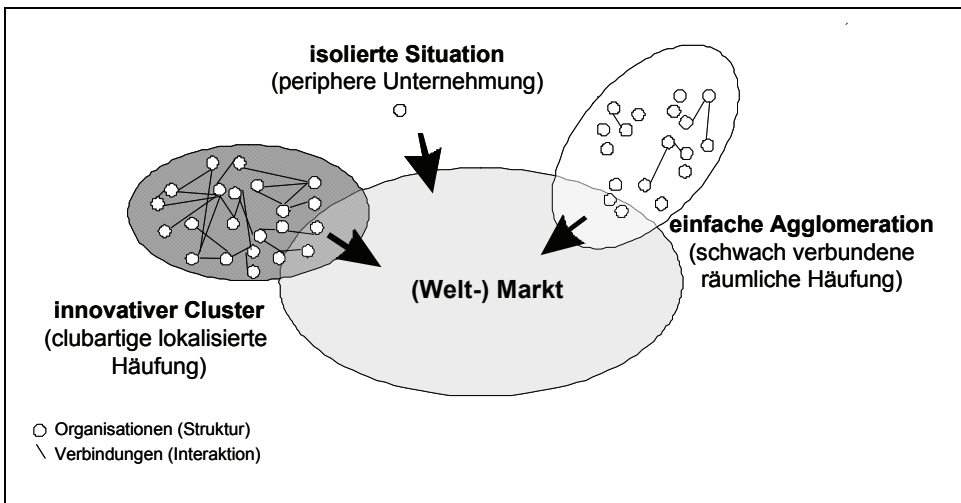 isolierte Situation
(periphere Unternehmung)
einfache Agglomeration
(schwach verbundene
räumliche Häufung)
(Welt-) Markt
innovativer Cluster
(clubartige lokalisierte
Häufung)
Organisationen (Struktur)
Verbindungen (Interaktion)